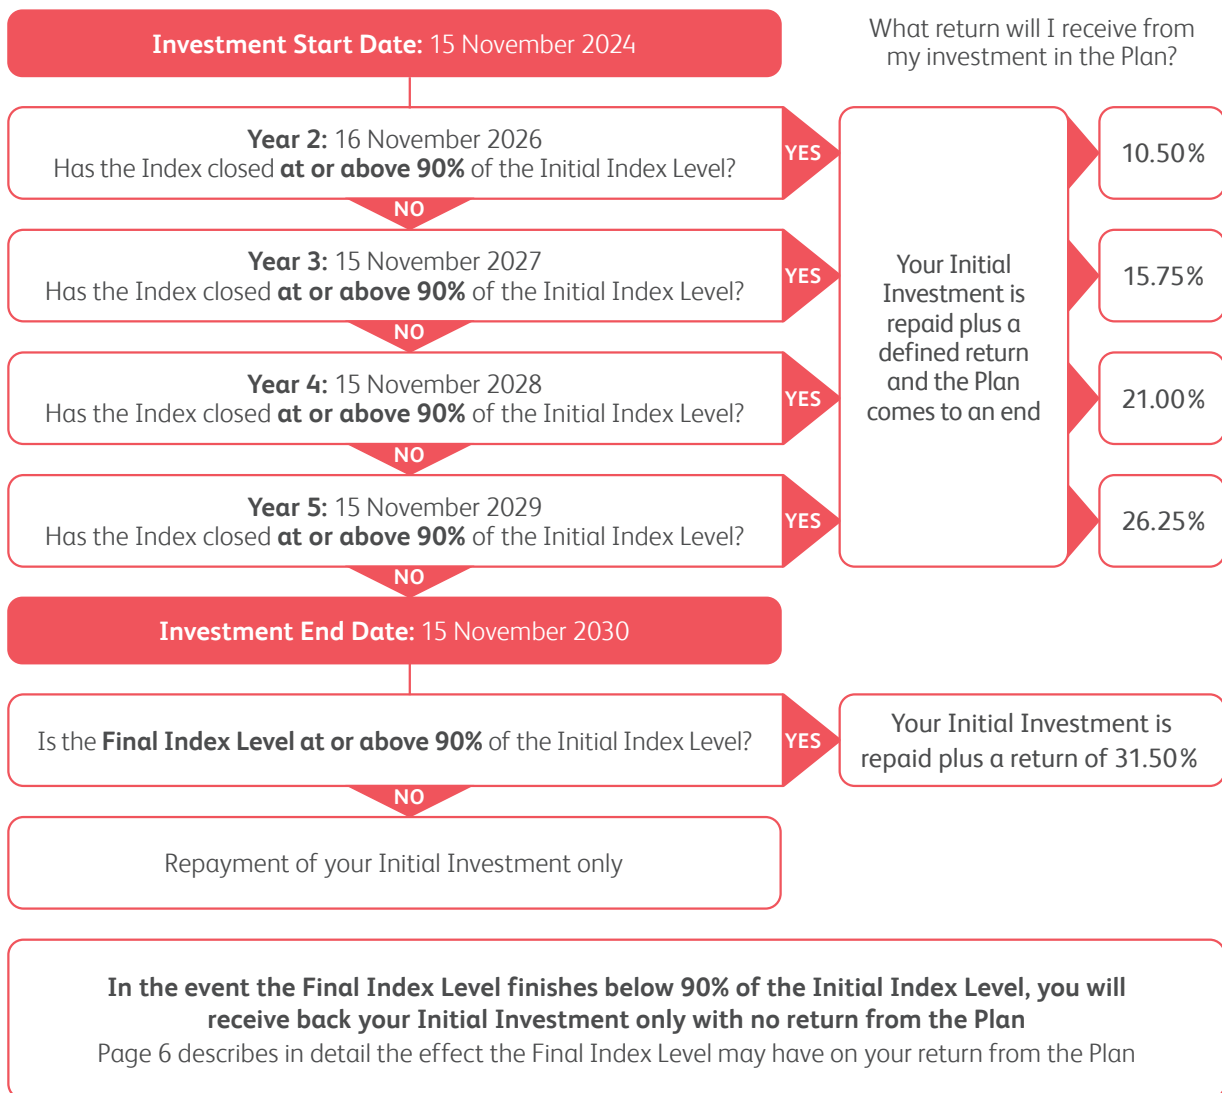 Investment Start Date: 15 November 2024
What return will I receive from
my investment in the Plan?
Year 2: 16 November 2026
Has the Index closed at or above 90% of the Initial Index Level?
YES
10.50%
NO
Year 3: 15 November 2027
Has the Index closed at or above 90% of the Initial Index Level?
YES
15.75%
NO
Your Initial
Investment is
repaid plus a
defined return
and the Plan
comes to an end
Year 4: 15 November 2028
Has the Index closed at or above 90% of the Initial Index Level?
YES
21.00%
NO
Year 5: 15 November 2029
Has the Index closed at or above 90% of the Initial Index Level?
YES
26.25%
NO
Investment End Date: 15 November 2030
Is the Final Index Level at or above 90% of the Initial Index Level?
YES
Your Initial Investment is
repaid plus a return of 31.50%
NO
Repayment of your Initial Investment only
In the event the Final Index Level finishes below 90% of the Initial Index Level, you will
receive back your Initial Investment only with no return from the Plan
Page 6 describes in detail the effect the Final Index Level may have on your return from the Plan